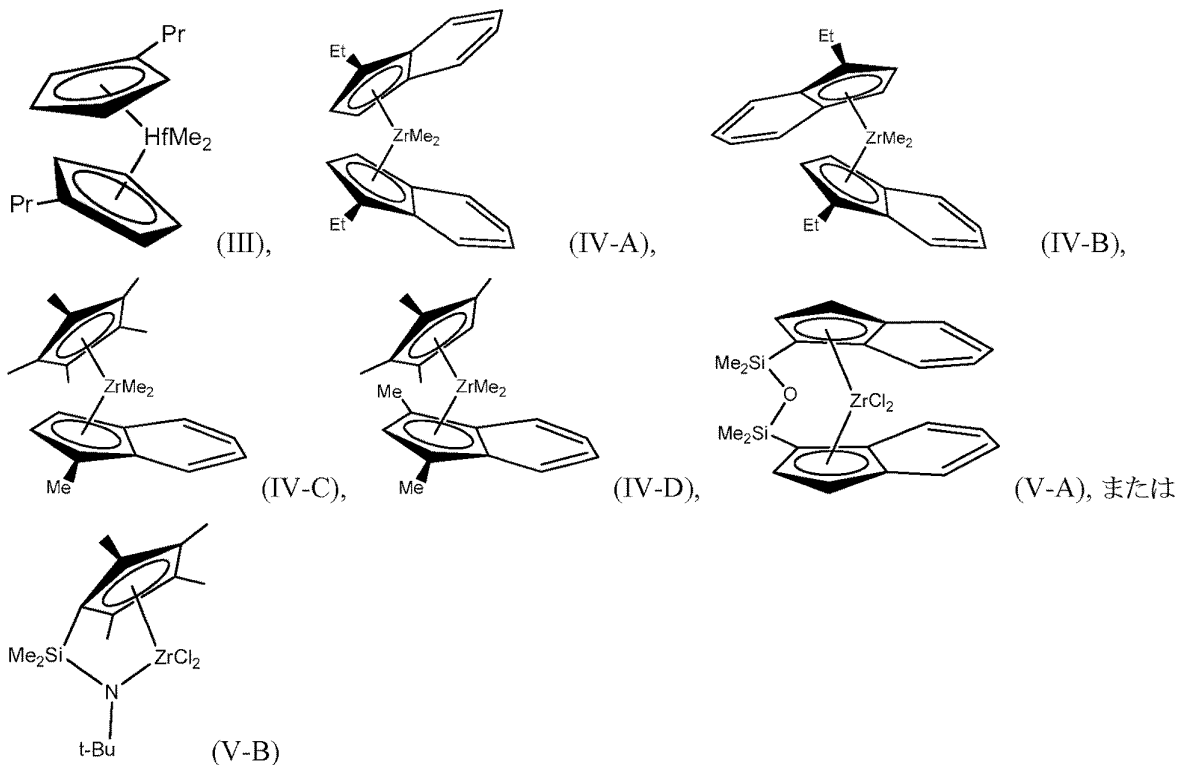 Pr
HfMe2
Pr
(III),
Et
ZrMe2
Et
(IV-A),
Et
ZrMe2
Et
(IV-B),
ZrMe2
Me
(IV-C),
Me
ZrMe2
Me
(IV-D),
Me2Si
O
ZrCl2
Me2Si
(V-A), または
Me2Si
ZrCl2
N
t-Bu
(V-B)